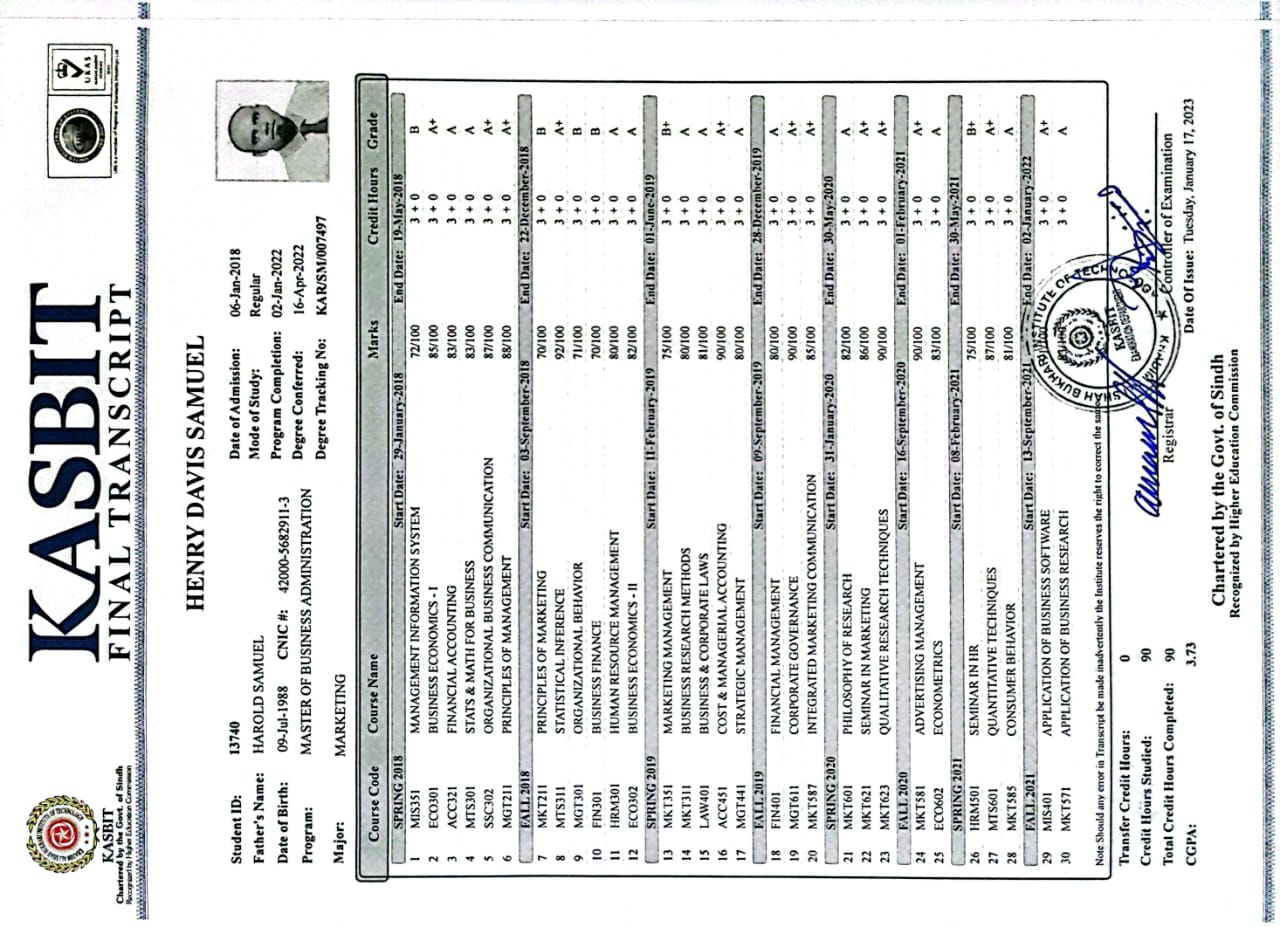 KASBIT
FINAL TRANSCRIPT
KASBIT
Chartered by the Govt. of Sindh
Recognized by Higher Education Commission
UKAS
HENRY DAVIS SAMUEL
Student ID: 13740 Date of Admission: 06-Jan-2018
Father's Name: HAROLD SAMUEL Mode of Study: Regular
Date of Birth: 09-Jul-1988 CNIC #: 42000-5682911-3 Program Completion: 02-Jan-2022
Program: MASTER OF BUSINESS ADMINISTRATION Degree Conferred: 16-Apr-2022
Major: MARKETING Degree Tracking No: KAR/SM/007497
Course Code Course Name Marks Credit Hours Grade
SPRING 2018 Start Date: 29-January-2018 End Date: 19-May-2018
1 MIS351 MANAGEMENT INFORMATION SYSTEM 72/100 3 + 0 B
2 ECO301 BUSINESS ECONOMICS - I 85/100 3 + 0 A+
3 ACC321 FINANCIAL ACCOUNTING 83/100 3 + 0 A
4 MTS301 STATS & MATH FOR BUSINESS 83/100 3 + 0 A
5 SSC302 ORGANIZATIONAL BUSINESS COMMUNICATION 87/100 3 + 0 A+
6 MGT211 PRINCIPLES OF MANAGEMENT 88/100 3 + 0 A+
FALL 2018 Start Date: 03-September-2018 End Date: 22-December-2018
7 MKT211 PRINCIPLES OF MARKETING 70/100 3 + 0 B
8 MTS311 STATISTICAL INFERENCE 92/100 3 + 0 A+
9 MGT321 ORGANIZATIONAL BEHAVIOR 71/100 3 + 0 B
10 FIN301 BUSINESS FINANCE 70/100 3 + 0 B
11 HRM301 HUMAN RESOURCE MANAGEMENT 80/100 3 + 0 A
12 ECO302 BUSINESS ECONOMICS - II 82/100 3 + 0 A
SPRING 2019 Start Date: 11-February-2019 End Date: 01-June-2019
13 MKT351 MARKETING MANAGEMENT 75/100 3 + 0 B+
14 MKT311 BUSINESS RESEARCH METHODS 80/100 3 + 0 A
15 LAW401 BUSINESS & CORPORATE LAWS 81/100 3 + 0 A
16 ACC451 COST & MANAGERIAL ACCOUNTING 90/100 3 + 0 A+
17 MGT441 STRATEGIC MANAGEMENT 80/100 3 + 0 A
FALL 2019 Start Date: 09-September-2019 End Date: 28-December-2019
18 FIN401 FINANCIAL MANAGEMENT 80/100 3 + 0 A
19 MGT611 CORPORATE GOVERNANCE 90/100 3 + 0 A+
20 MKT587 INTEGRATED MARKETING COMMUNICATION 85/100 3 + 0 A+
SPRING 2020 Start Date: 31-January-2020 End Date: 30-May-2020
21 MKT601 PHILOSOPHY OF RESEARCH 82/100 3 + 0 A
22 MKT621 SEMINAR IN MARKETING 86/100 3 + 0 A+
23 MKT623 QUALITATIVE RESEARCH TECHNIQUES 90/100 3 + 0 A+
FALL 2020 Start Date: 16-September-2020 End Date: 01-February-2021
24 MKT581 ADVERTISING MANAGEMENT 90/100 3 + 0 A+
25 ECO602 ECONOMETRICS 83/100 3 + 0 A
SPRING 2021 Start Date: 08-February-2021 End Date: 30-May-2021
26 HRM501 SEMINAR IN HR 75/100 3 + 0 B+
27 MTS601 QUANTITATIVE TECHNIQUES 87/100 3 + 0 A+
28 MKT585 CONSUMER BEHAVIOR 81/100 3 + 0 A
FALL 2021 Start Date: 13-September-2021 End Date: 02-January-2022
29 MIS401 APPLICATION OF BUSINESS SOFTWARE 3 + 0 A+
30 MKT571 APPLICATION OF BUSINESS RESEARCH 3 + 0 A
Note: Should any error in Transcript be made inadvertently the Institute reserves the right to correct the same
Transfer Credit Hours: 0
Credit Hours Studied: 90
Total Credit Hours Completed: 90
CGPA: 3.73
SHAH BUKHARI INSTITUTE OF TECHNOLOGY
KASBIT
KARACHI
Registrar
Controller of Examination
Date Of Issue: Tuesday, January 17, 2023
Chartered by the Govt. of Sindh
Recognized by Higher Education Commission